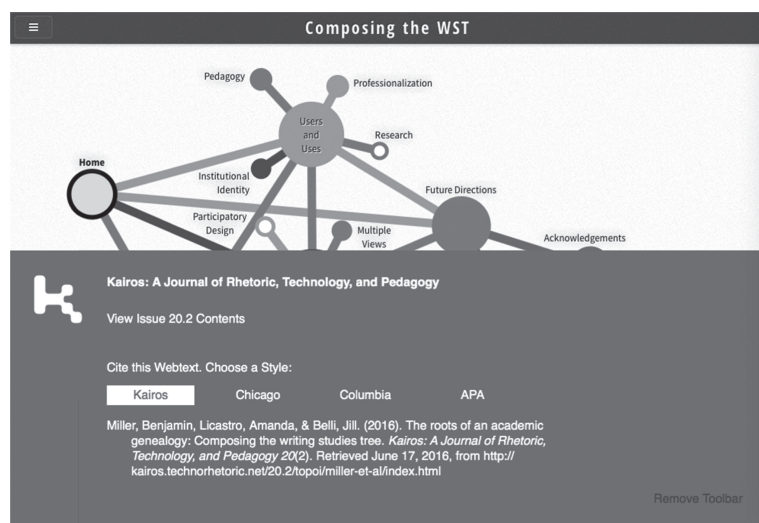 Composing the WST
Pedagogy
Professionalization
Users
and
Uses
Research
Home
Institutional
Identity
Future Directions
Participatory
Design
Multiple
Views
Acknowledgements
Kairos: A Journal of Rhetoric, Technology, and Pedagogy
View Issue 20.2 Contents
Cite this Webtext. Choose a Style:
Kairos Chicago Columbia APA
Miller, Benjamin, Licastro, Amanda, & Belli, Jill. (2016). The roots of an academic
genealogy: Composing the writing studies tree. Kairos: A Journal of Rhetoric,
Technology, and Pedagogy 20(2). Retrieved June 17, 2016, from http://
kairos.technorhetoric.net/20.2/topoi/miller-et-al/index.html
Remove Toolbar